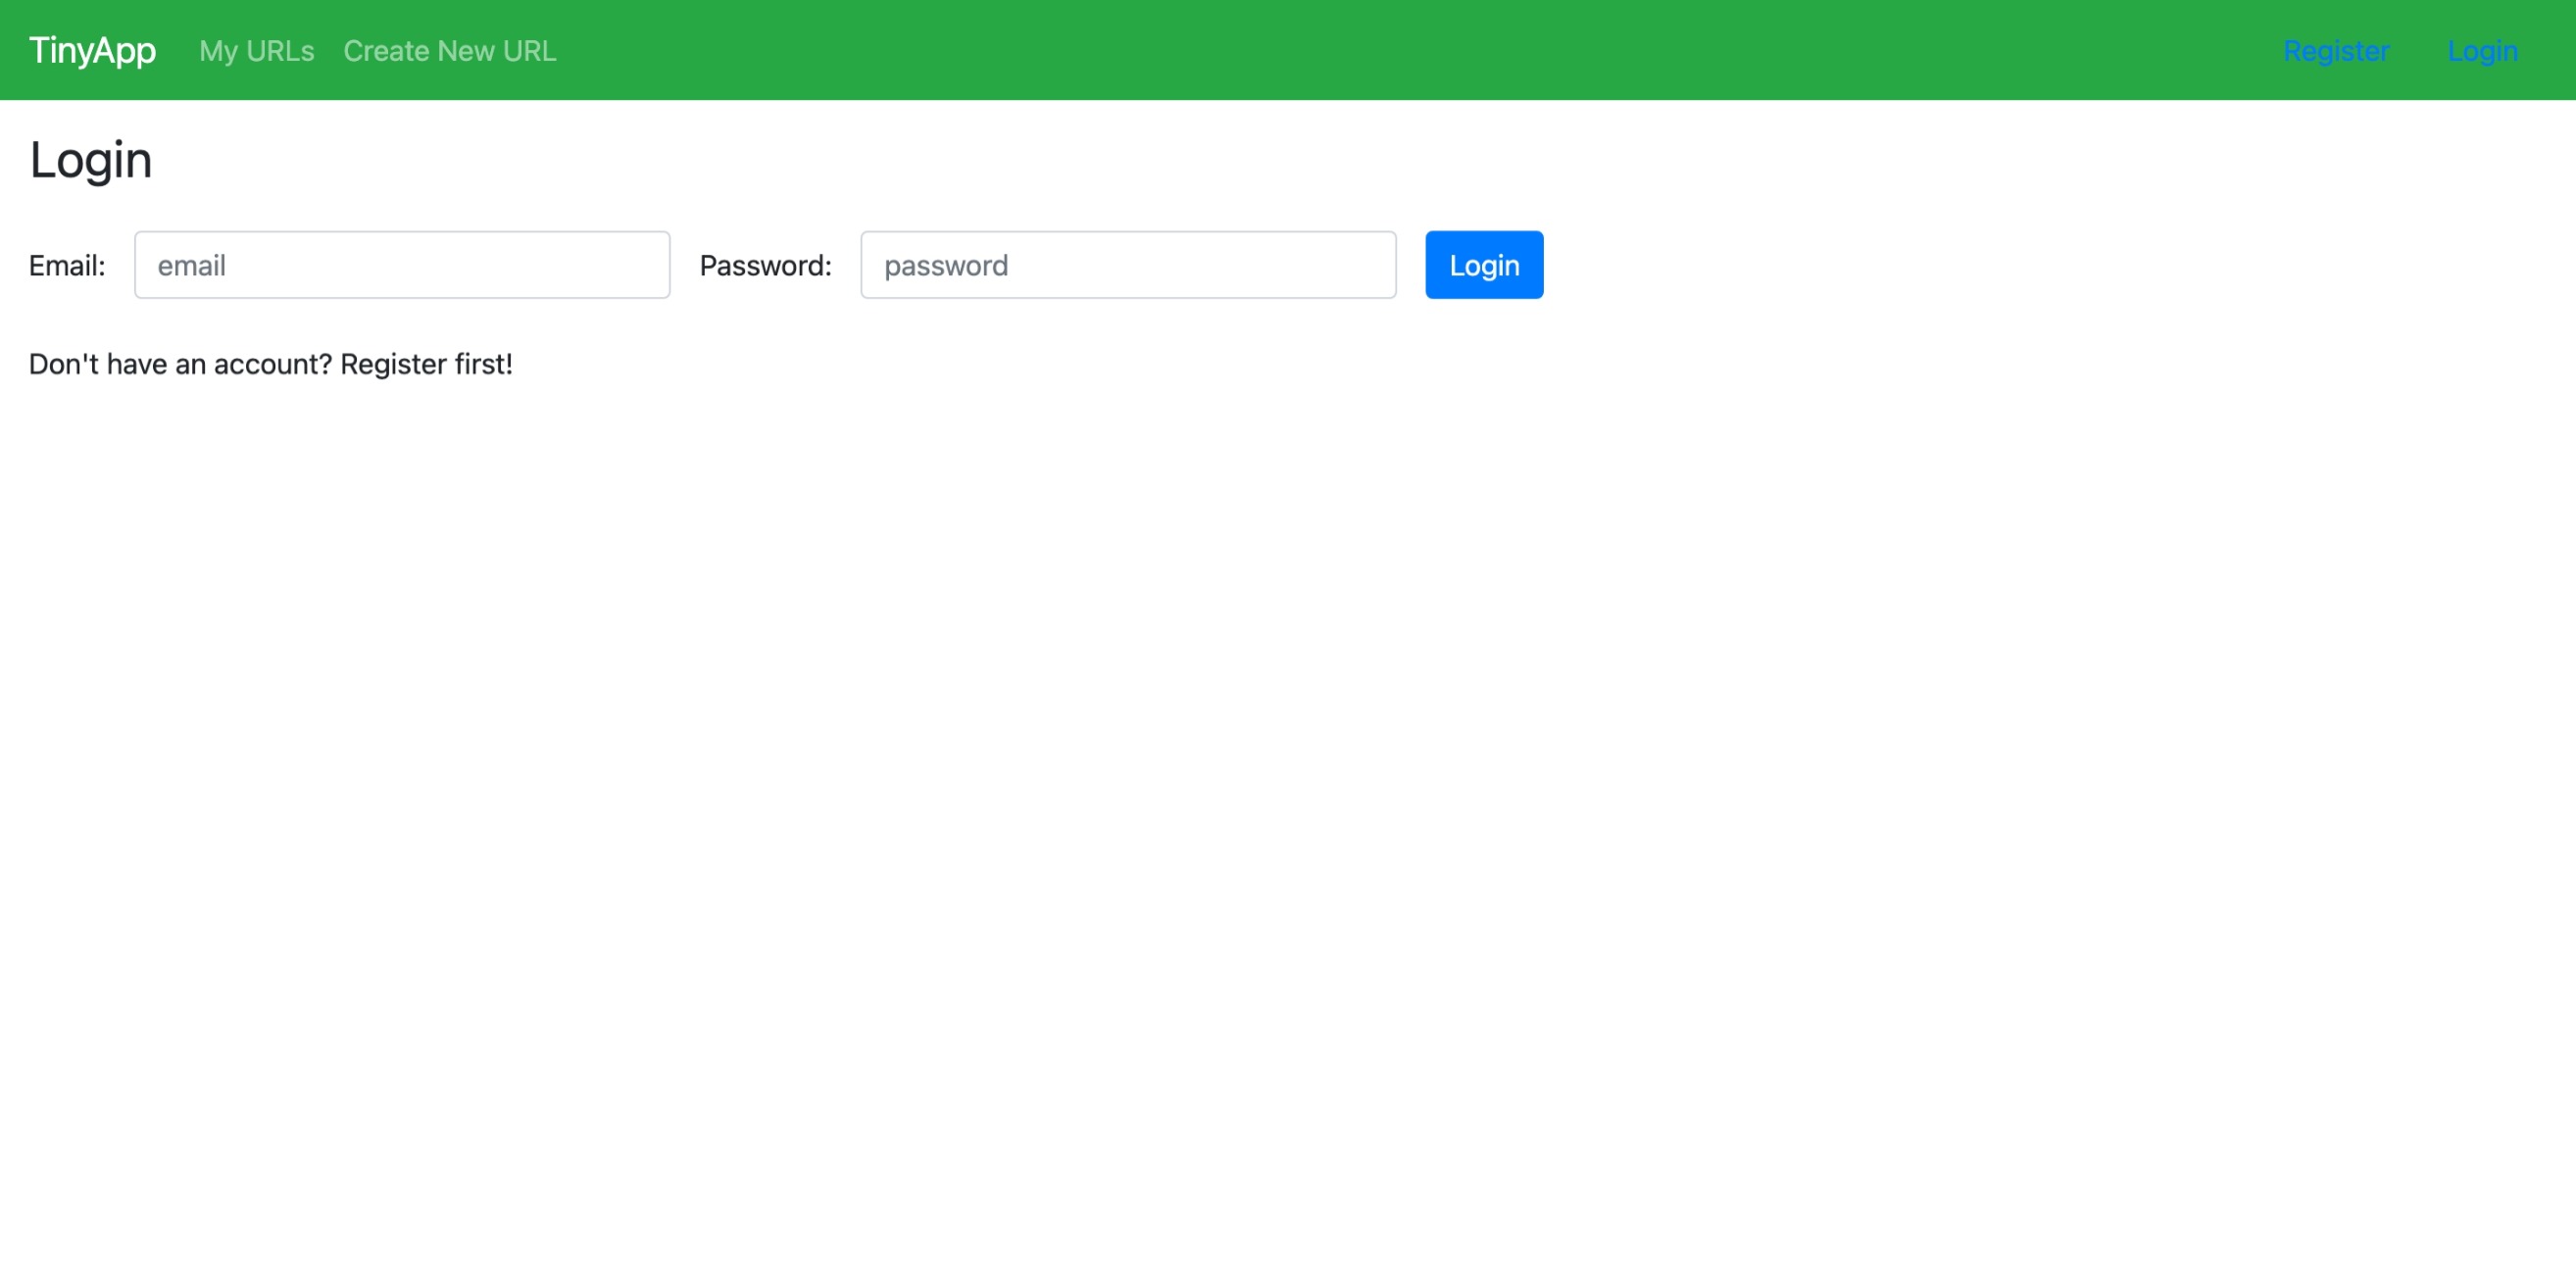 TinyApp My URLs Create New URL Register Login
Login
Email: email Password: password Login
Don't have an account? Register first!